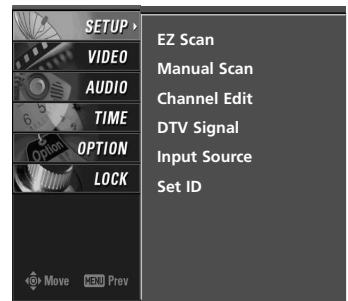 SETUP
VIDEO
AUDIO
TIME
OPTION
LOCK
EZ Scan
Manual Scan
Channel Edit
DTV Signal
Input Source
Set ID
Move MENU Prev